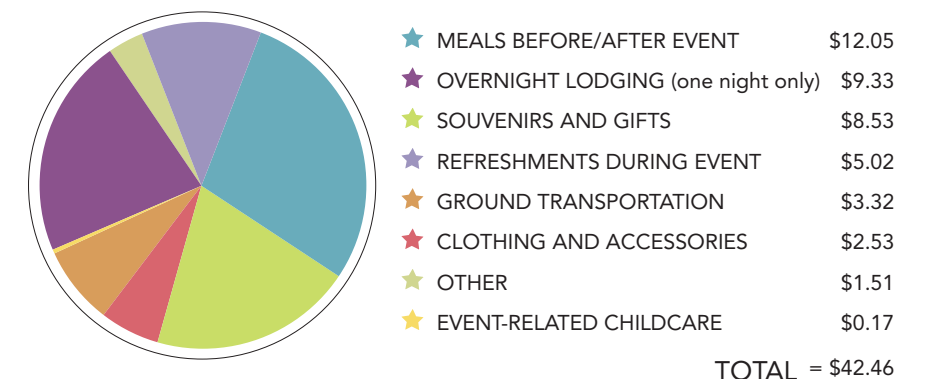 MEALS BEFORE/AFTER EVENT $12.05
OVERNIGHT LODGING (one night only) $9.33
SOUVENIRS AND GIFTS $8.53
REFRESHMENTS DURING EVENT $5.02
GROUND TRANSPORTATION $3.32
CLOTHING AND ACCESSORIES $2.53
OTHER $1.51
EVENT-RELATED CHILDCARE $0.17
TOTAL = $42.46